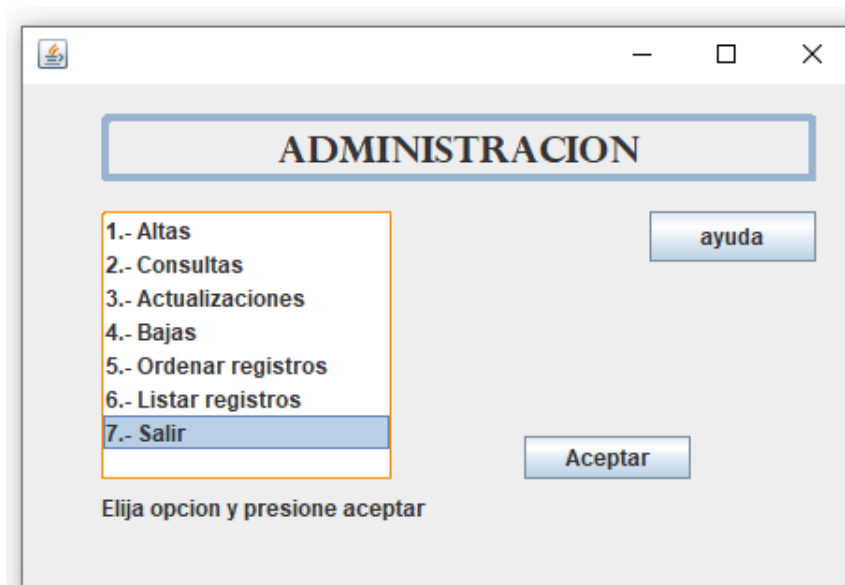 ADMINISTRACION
1.- Altas
2.- Consultas
3.- Actualizaciones
4.- Bajas
5.- Ordenar registros
6.- Listar registros
7.- Salir
ayuda
Aceptar
Elija opcion y presione aceptar